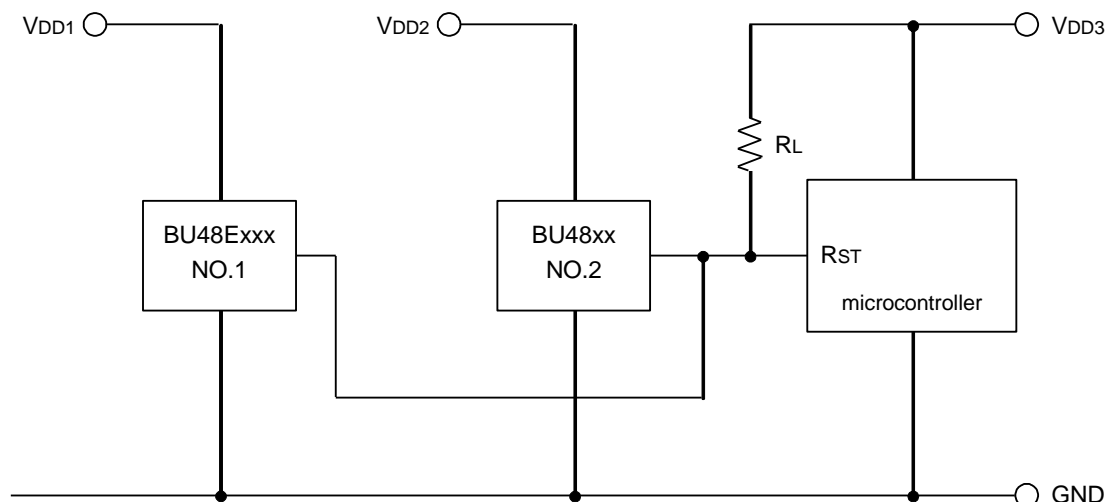 VDD1
VDD2
VDD3
RL
BU48Exxx
NO.1
BU48xx
NO.2
RST
microcontroller
GND